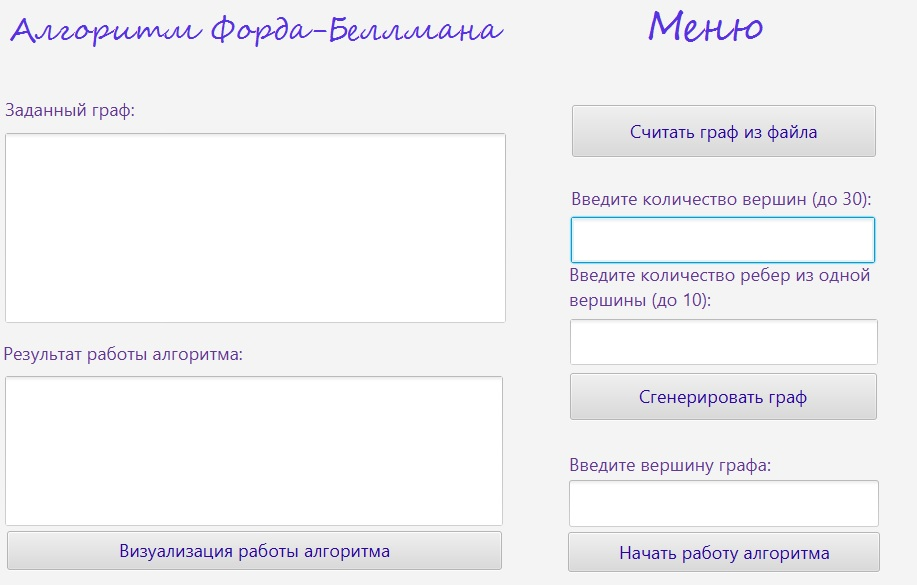 Алгоритм Форда-Беллмана
Меню
Заданный граф:
Считать граф из файла
Введите количество вершин (до 30):
Введите количество ребер из одной
вершины (до 10):
Результат работы алгоритма:
Сгенерировать граф
Введите вершину графа:
Визуализация работы алгоритма
Начать работу алгоритма